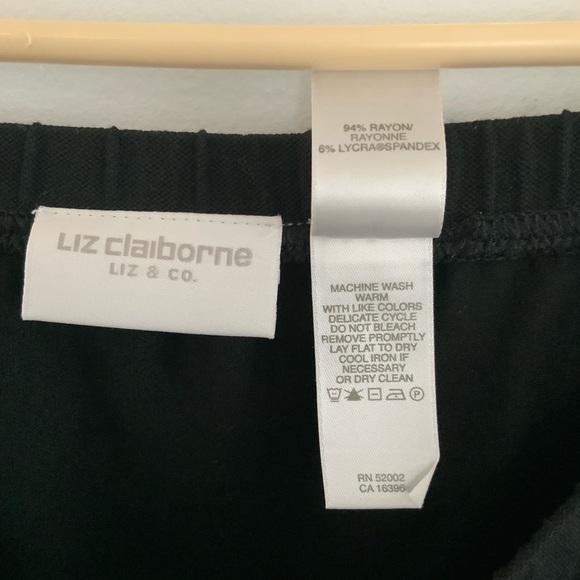 LIZ claiborne
LIZ & CO.
94% RAYON/
RAYONNE
6% LYCRA®SPANDEX
MACHINE WASH
WARM
WITH LIKE COLORS
DELICATE CYCLE
DO NOT BLEACH
REMOVE PROMPTLY
LAY FLAT TO DRY
COOL IRON IF
NECESSARY
OR DRY CLEAN
RN 52002
CA 16396